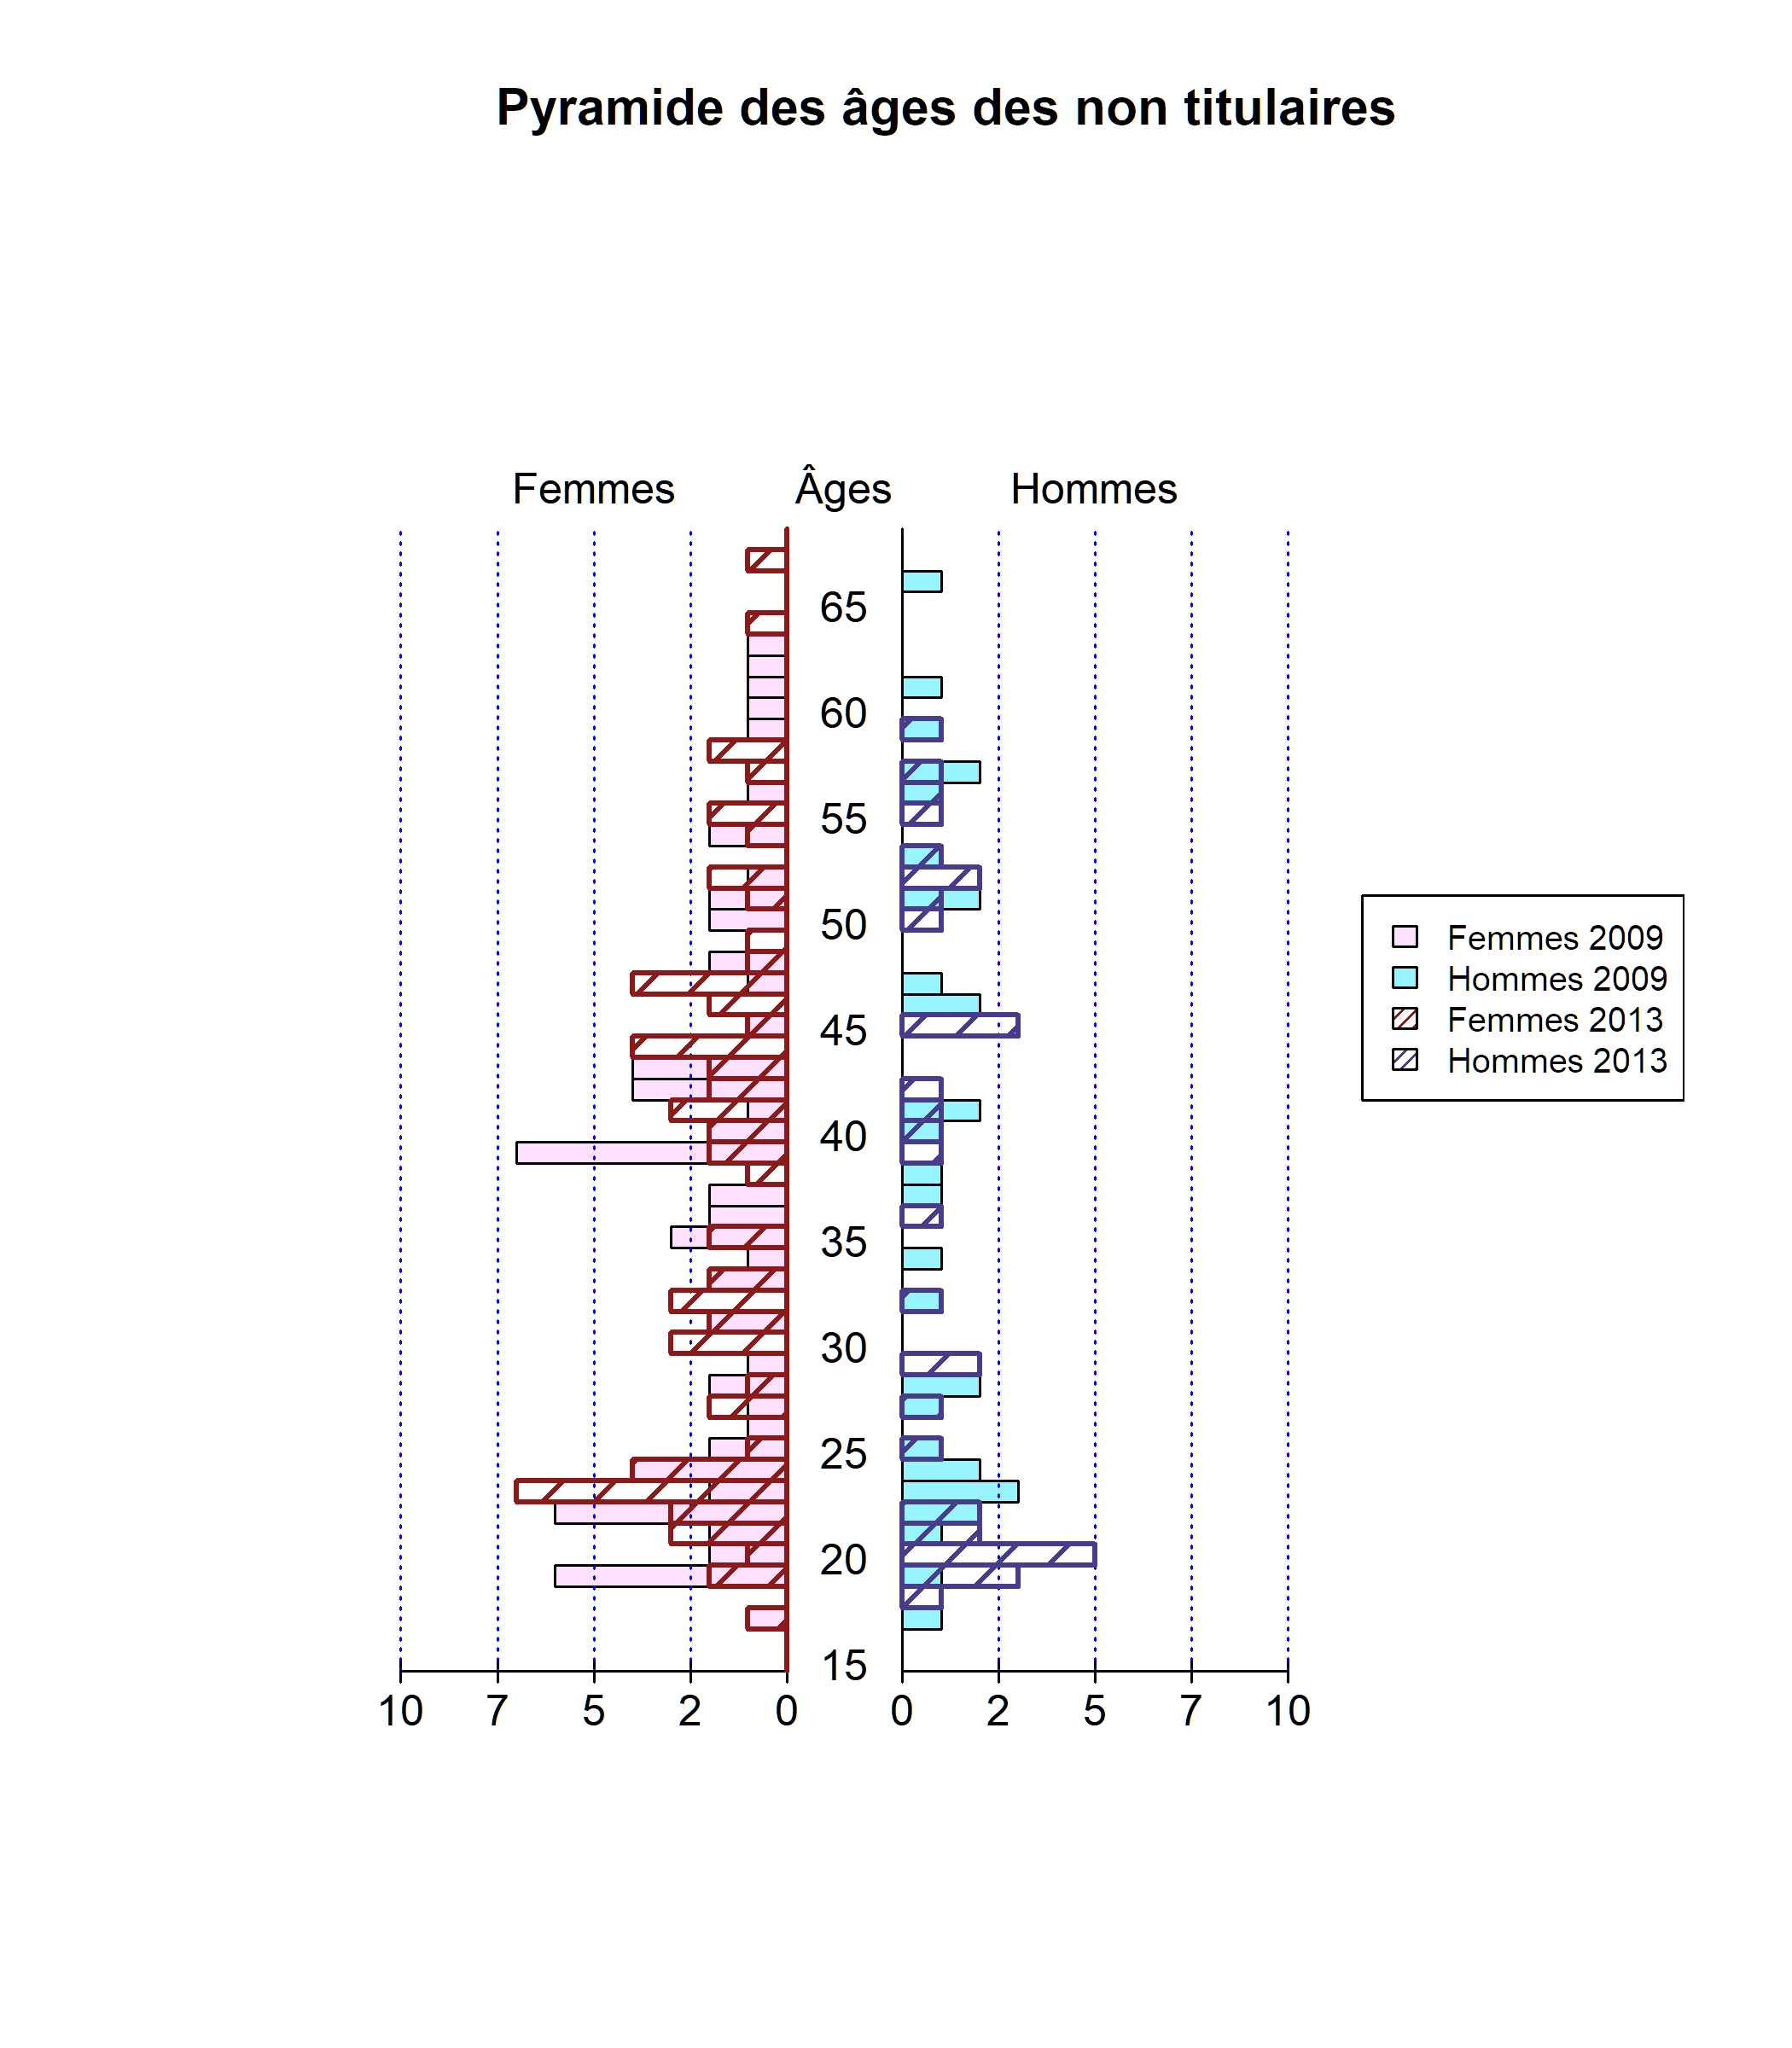 Pyramide des âges des non titulaires
Femmes Âges Hommes
65
60
55
50
45
40
35
30
25
20
15
10 7 5 2 0 0 2 5 7 10
Femmes 2009
Hommes 2009
Femmes 2013
Hommes 2013